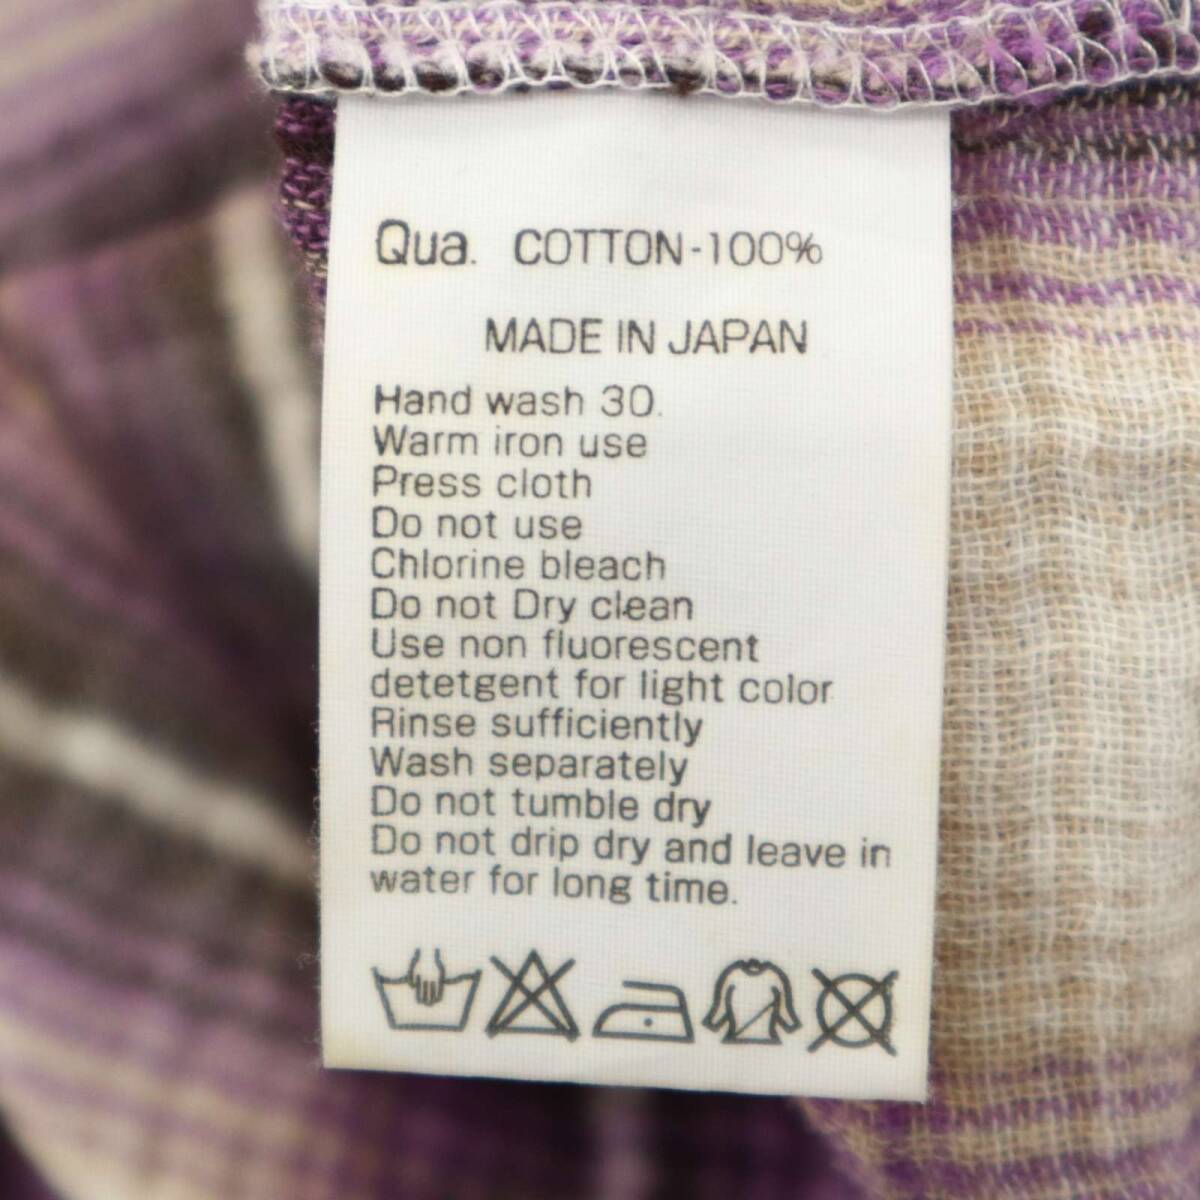 Qua. COTTON-100%
MADE IN JAPAN
Hand wash 30.
Warm iron use
Press cloth
Do not use
Chlorine bleach
Do not Dry clean
Use non fluorescent
detetgent for light color
Rinse sufficiently
Wash separately
Do not tumble dry
Do not drip dry and leave in
water for long time.